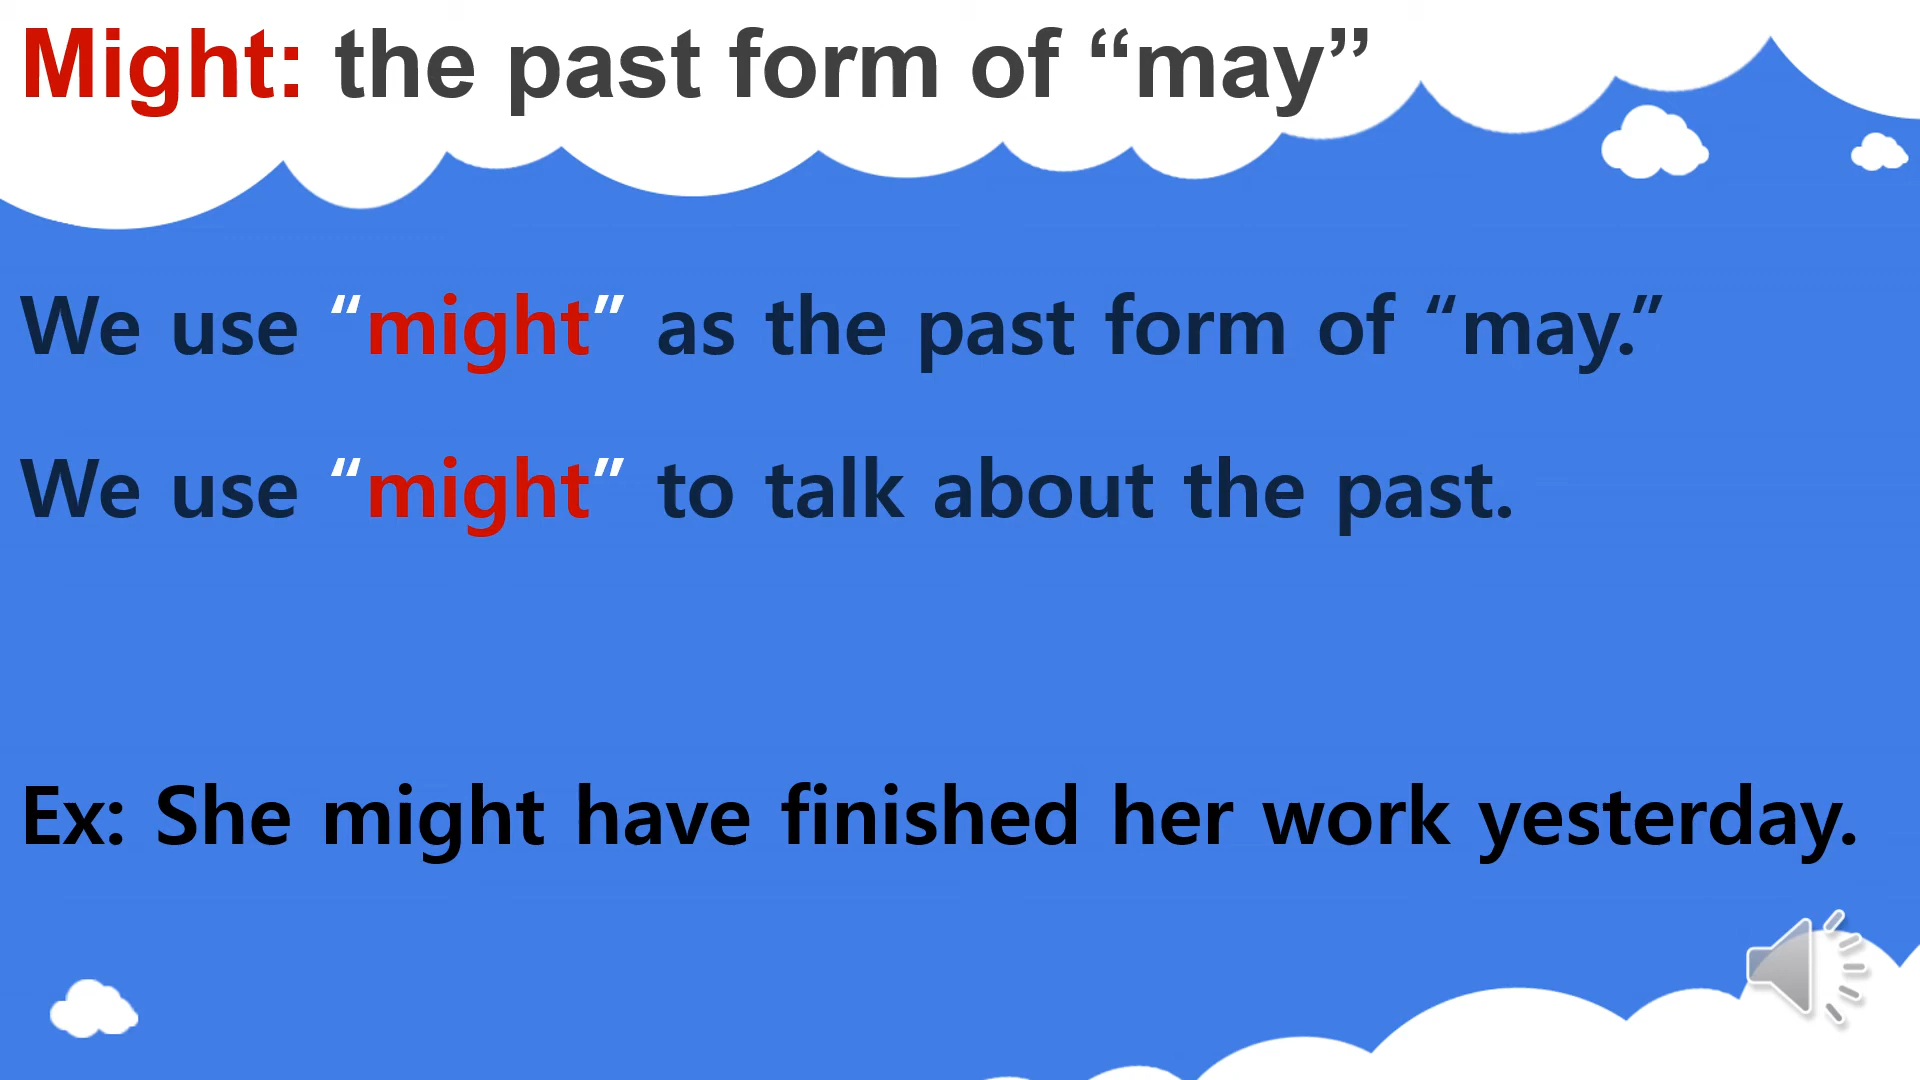 Might: the past form of “may”
We use “might” as the past form of “may.”
We use “might” to talk about the past.
Ex: She might have finished her work yesterday.